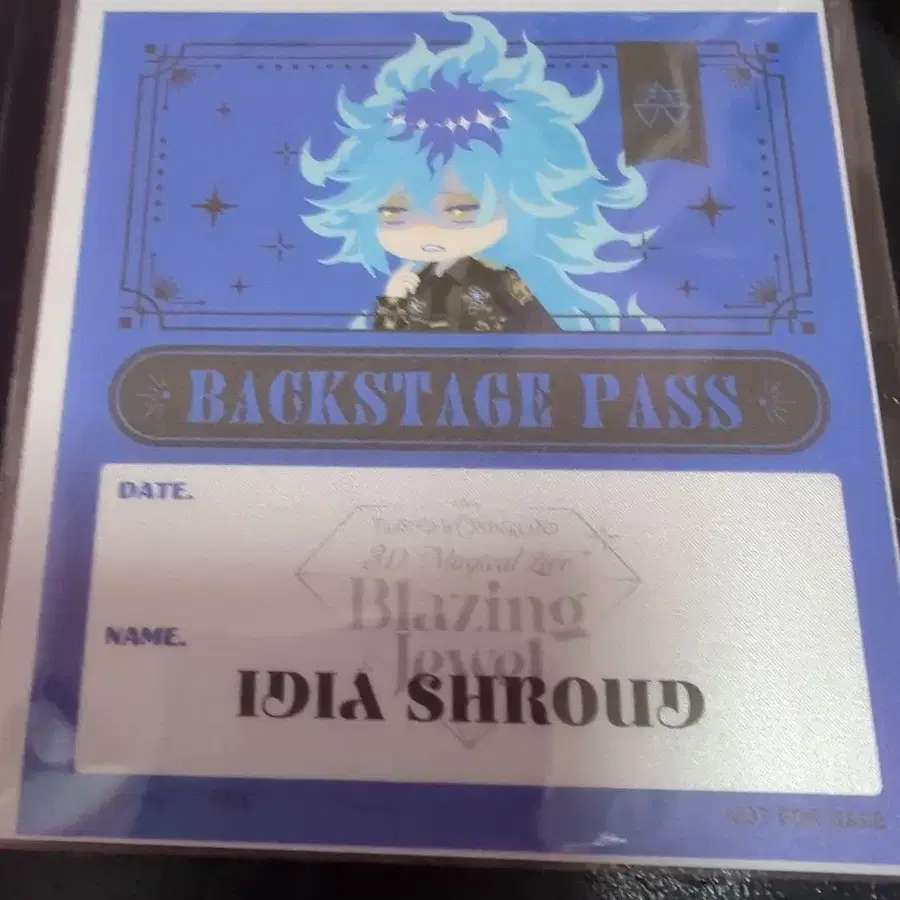 BACKSTAGE PASS
DATE.
TWISTED WONDERLAND
3D Magical Live
Blazing
Jewel
NAME.
IDIA SHROUD
NOT FOR SALE